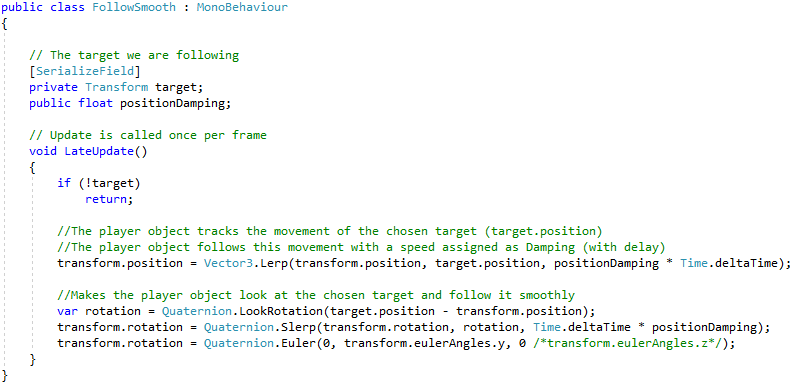 public class FollowSmooth : MonoBehaviour
{
// The target we are following
[SerializeField]
private Transform target;
public float positionDamping;
// Update is called once per frame
void LateUpdate()
{
if (!target)
return;
//The player object tracks the movement of the chosen target (target.position)
//The player object follows this movement with a speed assigned as Damping (with delay)
transform.position = Vector3.Lerp(transform.position, target.position, positionDamping * Time.deltaTime);
//Makes the player object look at the chosen target and follow it smoothly
var rotation = Quaternion.LookRotation(target.position - transform.position);
transform.rotation = Quaternion.Slerp(transform.rotation, rotation, Time.deltaTime * positionDamping);
transform.rotation = Quaternion.Euler(0, transform.eulerAngles.y, 0 /*transform.eulerAngles.z*/);
}
}